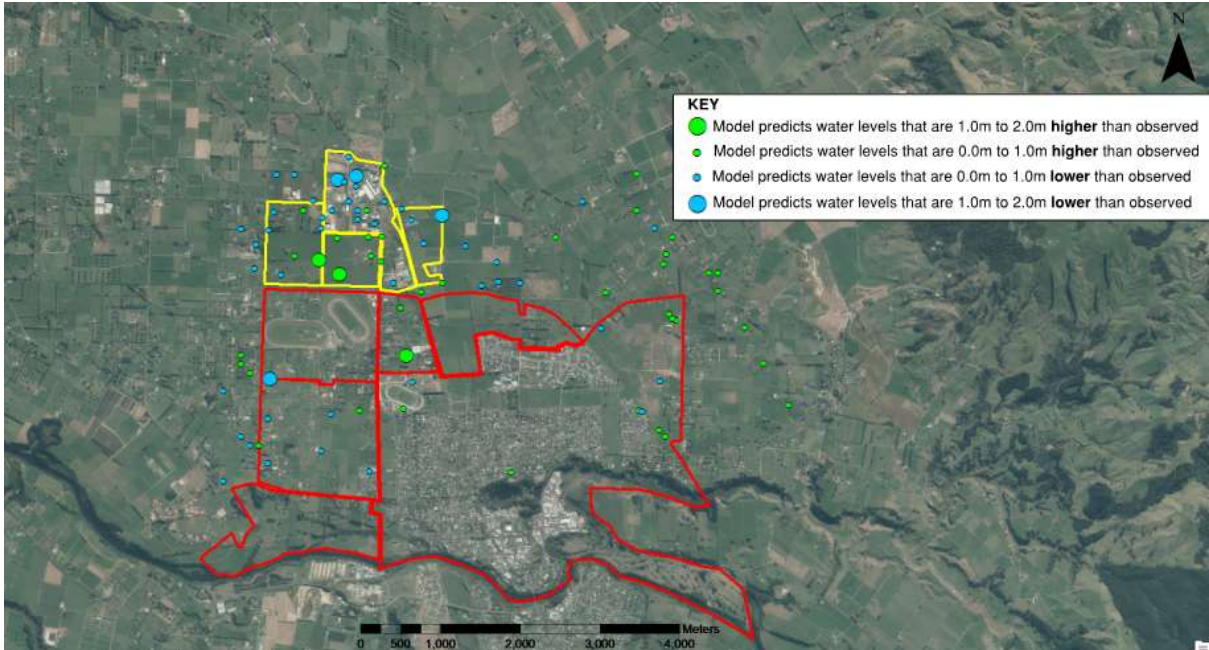 N
KEY
Model predicts water levels that are 1.0m to 2.0m higher than observed
Model predicts water levels that are 0.0m to 1.0m higher than observed
Model predicts water levels that are 0.0m to 1.0m lower than observed
Model predicts water levels that are 1.0m to 2.0m lower than observed
Meters
0 500 1,000 2,000 3,000 4,000